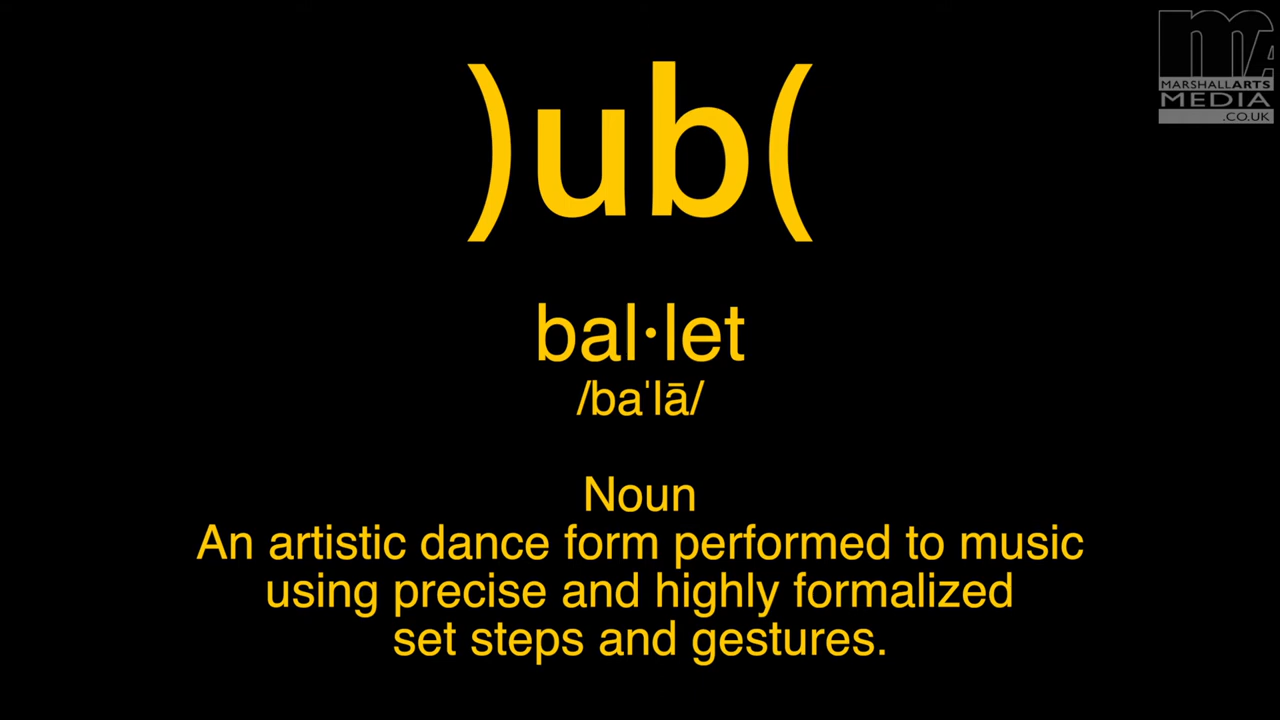 )ub(
bal·let
/baˈlā/
Noun
An artistic dance form performed to music
using precise and highly formalized
set steps and gestures.
mA
MARSHALLARTS
MEDIA
.CO.UK